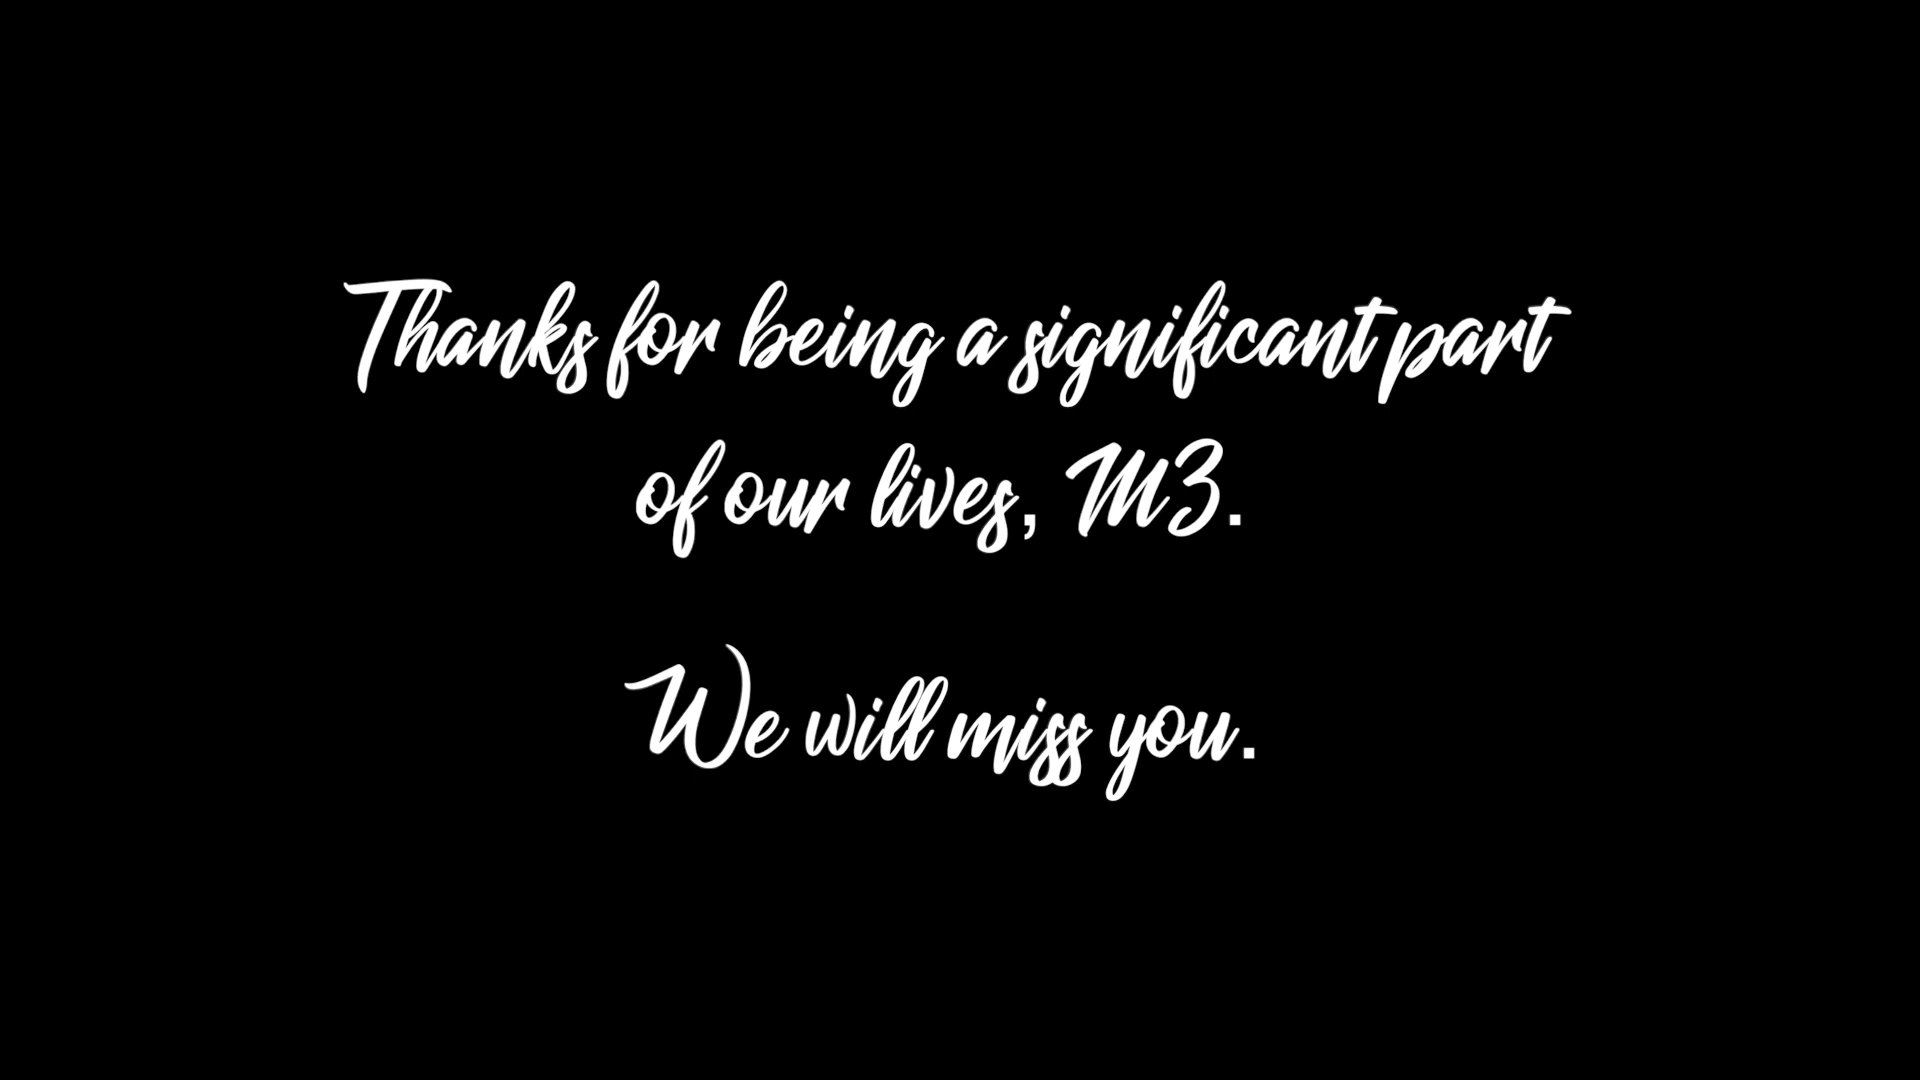 Thanks for being a significant part
of our lives, M3.
We will miss you.